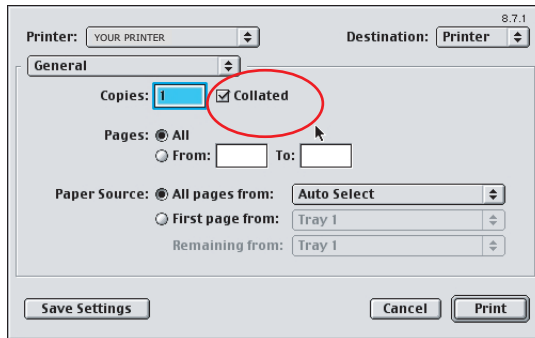 8.7.1
Printer: YOUR PRINTER Destination: Printer
General
Copies: 1 Collated
Pages: All
From: To:
Paper Source: All pages from: Auto Select
First page from: Tray 1
Remaining from: Tray 1
Save Settings Cancel Print